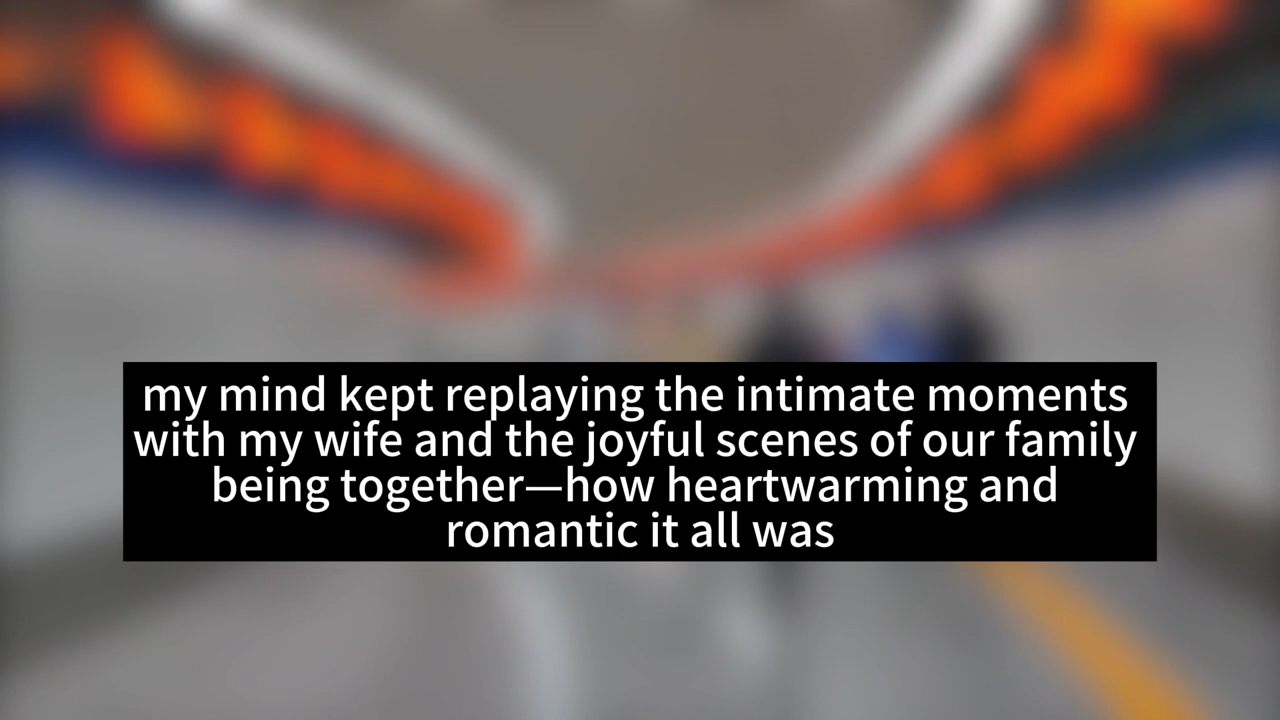 my mind kept replaying the intimate moments
with my wife and the joyful scenes of our family
being together—how heartwarming and
romantic it all was